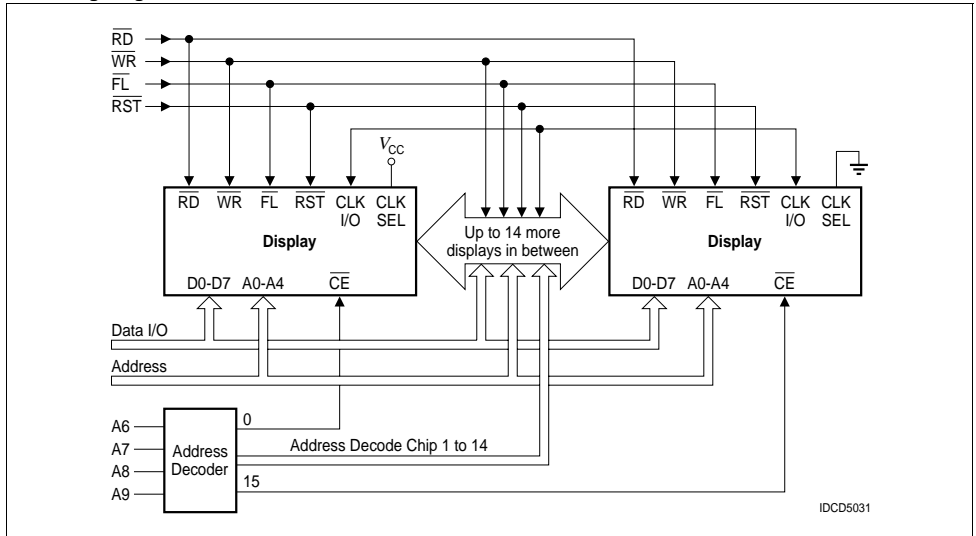 RD
WR
FL
RST
VCC
RD WR FL RST CLK I/O CLK SEL
Display
D0-D7 A0-A4 CE
Up to 14 more
displays in between
RD WR FL RST CLK I/O CLK SEL
Display
D0-D7 A0-A4 CE
Data I/O
Address
A6
A7
A8
A9
Address
Decoder
0
Address Decode Chip 1 to 14
15
IDCD5031